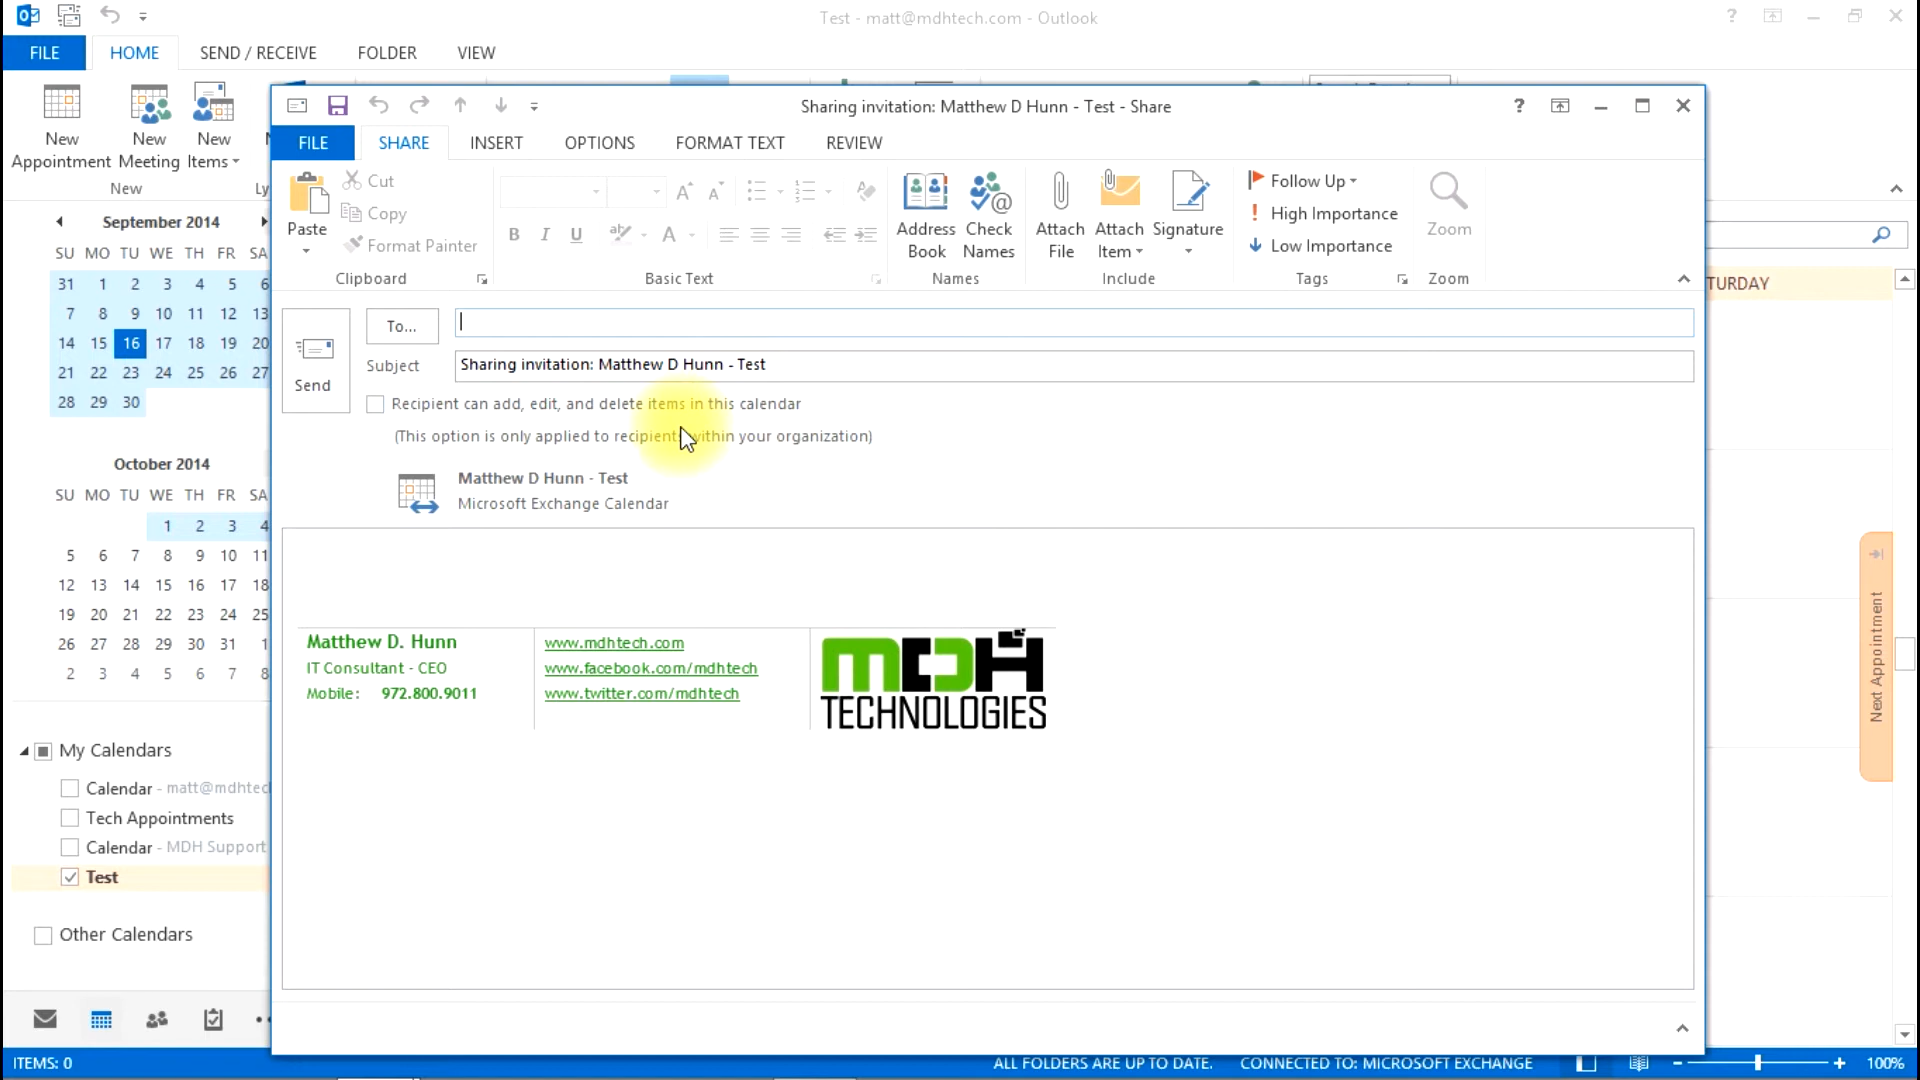 Test - matt@mdhtech.com - Outlook
FILE HOME SEND / RECEIVE FOLDER VIEW
New Appointment
New Meeting
New Items
New
Ly
Sharing invitation: Matthew D Hunn - Test - Share
FILE SHARE INSERT OPTIONS FORMAT TEXT REVIEW
Paste
Cut
Copy
Format Painter
Clipboard
B I U A
Basic Text
Address Book
Check Names
Names
Attach File
Attach Item
Signature
Include
Follow Up
High Importance
Low Importance
Tags
Zoom
Zoom
September 2014
SU MO TU WE TH FR SA
31 1 2 3 4 5 6
7 8 9 10 11 12 13
14 15 16 17 18 19 20
21 22 23 24 25 26 27
28 29 30
October 2014
SU MO TU WE TH FR SA
1 2 3 4
5 6 7 8 9 10 11
12 13 14 15 16 17 18
19 20 21 22 23 24 25
26 27 28 29 30 31 1
2 3 4 5 6 7 8
My Calendars
Calendar - matt@mdhtec
Tech Appointments
Calendar - MDH Support
Test
Other Calendars
Send
To...
Subject
Sharing invitation: Matthew D Hunn - Test
Recipient can add, edit, and delete items in this calendar
(This option is only applied to recipients within your organization)
Matthew D Hunn - Test
Microsoft Exchange Calendar
Matthew D. Hunn
IT Consultant - CEO
Mobile: 972.800.9011
www.mdhtech.com
www.facebook.com/mdhtech
www.twitter.com/mdhtech
MDH
TECHNOLOGIES
TURDAY
Next Appointment
ITEMS: 0
ALL FOLDERS ARE UP TO DATE.
CONNECTED TO: MICROSOFT EXCHANGE
100%